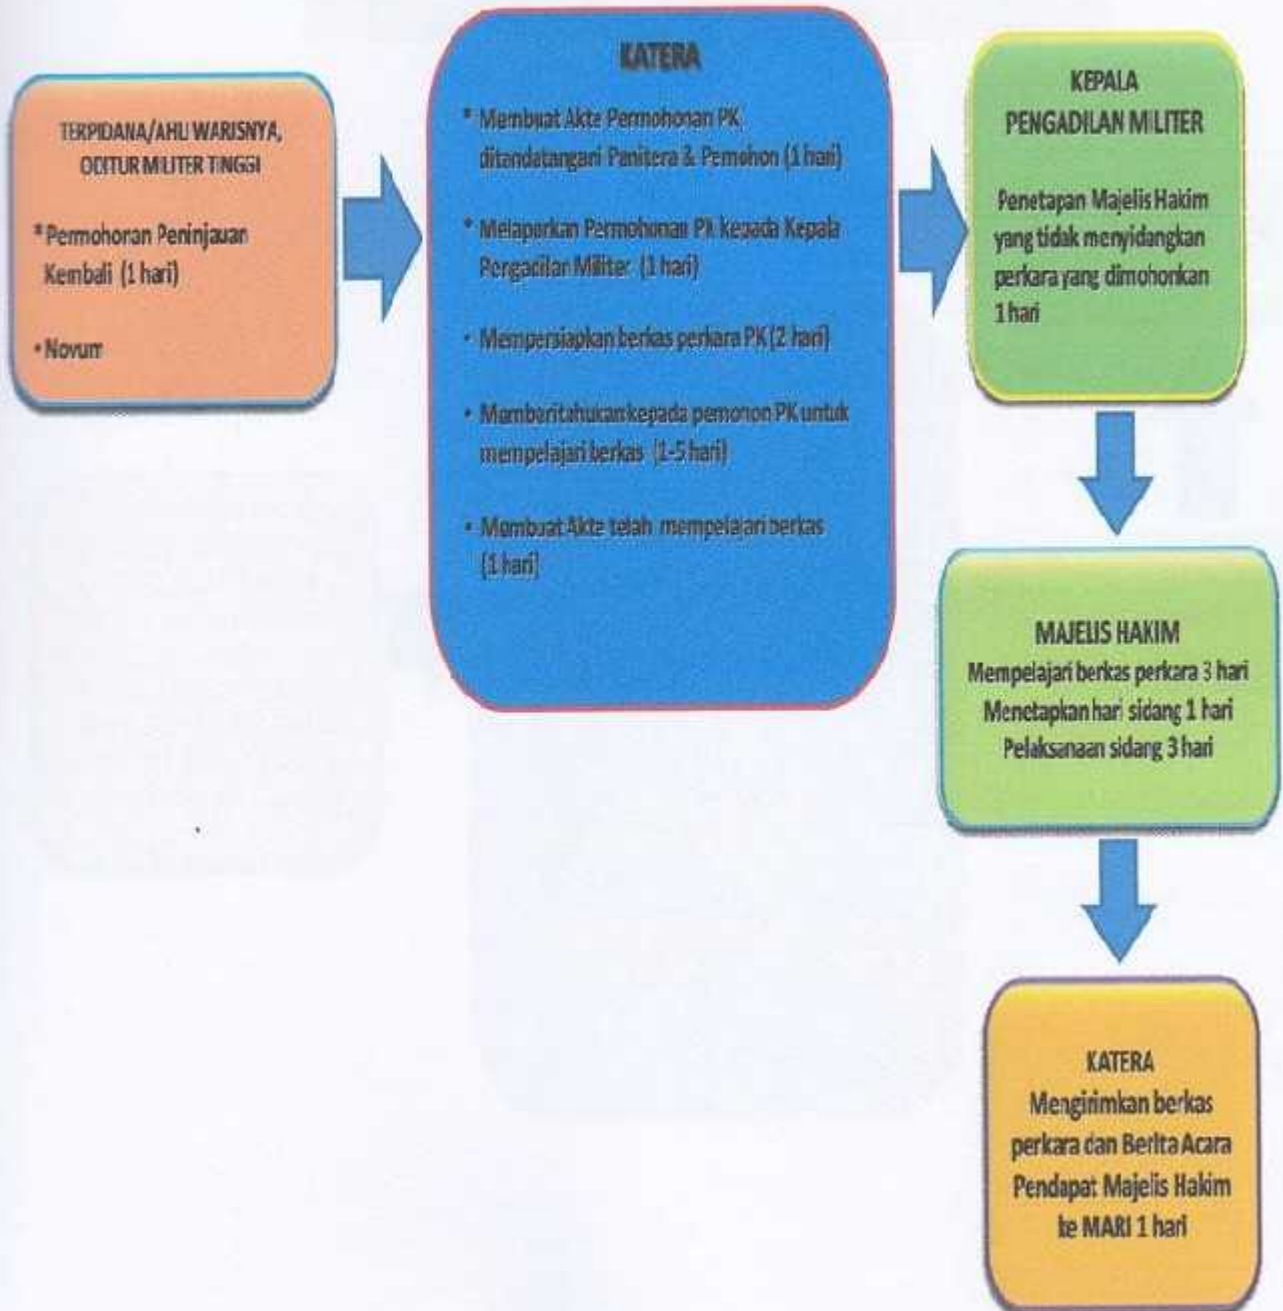 TERPIDANA/AHLI WARISNYA,
ODITUR MILITER TINGGI
* Permohonan Peninjauan
Kembali (1 hari)
• Novum
KATERA
* Membuat Akte Permohonan PK
ditandatangani Panitera & Pemohon (1 hari)
* Melaporkan Permohonan PK kepada Kepala
Pengadilan Militer (1 hari)
• Mempersiapkan berkas perkara PK (2 hari)
• Memberitahukan kepada pemohon PK untuk
mempelajari berkas (1-5 hari)
• Membuat Akte telah mempelajari berkas
(1 hari)
KEPALA
PENGADILAN MILITER
Penetapan Majelis Hakim
yang tidak menyidangkan
perkara yang dimohonkan
1 hari
MAJELIS HAKIM
Mempelajari berkas perkara 3 hari
Menetapkan hari sidang 1 hari
Pelaksanaan sidang 3 hari
KATERA
Mengirimkan berkas
perkara dan Berita Acara
Pendapat Majelis Hakim
ke MARI 1 hari